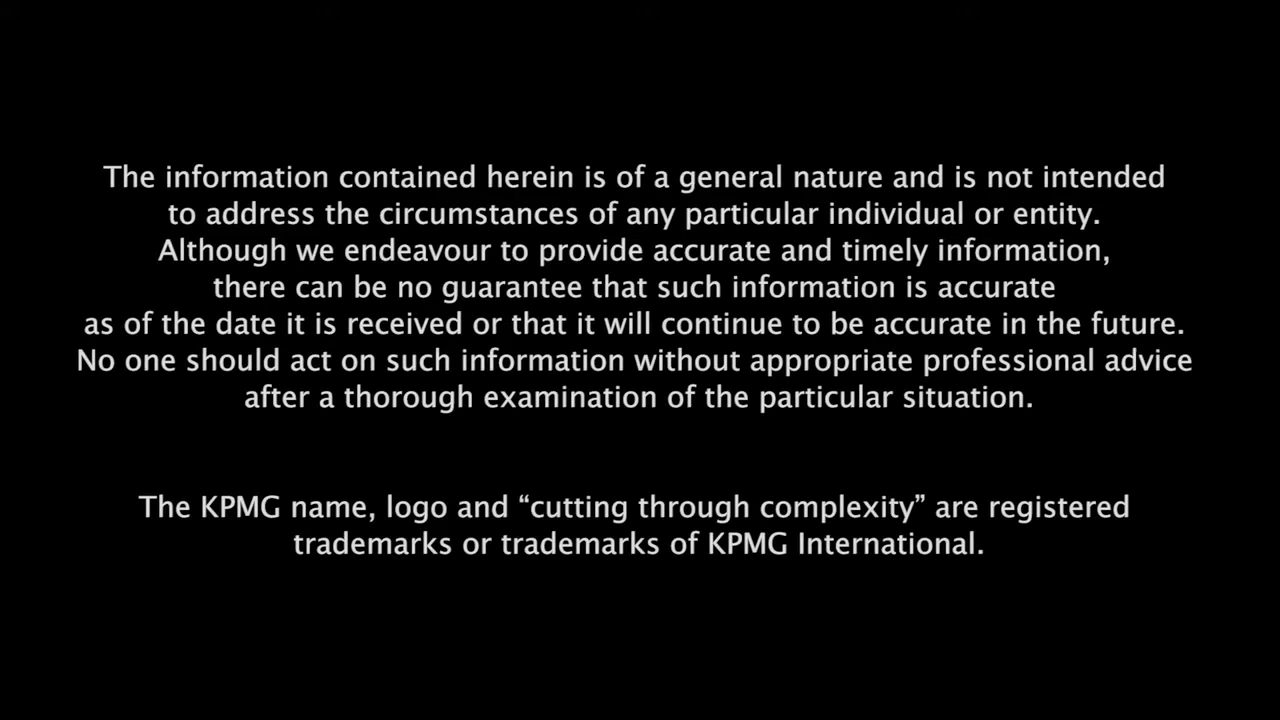 The information contained herein is of a general nature and is not intended
to address the circumstances of any particular individual or entity.
Although we endeavour to provide accurate and timely information,
there can be no guarantee that such information is accurate
as of the date it is received or that it will continue to be accurate in the future.
No one should act on such information without appropriate professional advice
after a thorough examination of the particular situation.
The KPMG name, logo and “cutting through complexity” are registered
trademarks or trademarks of KPMG International.